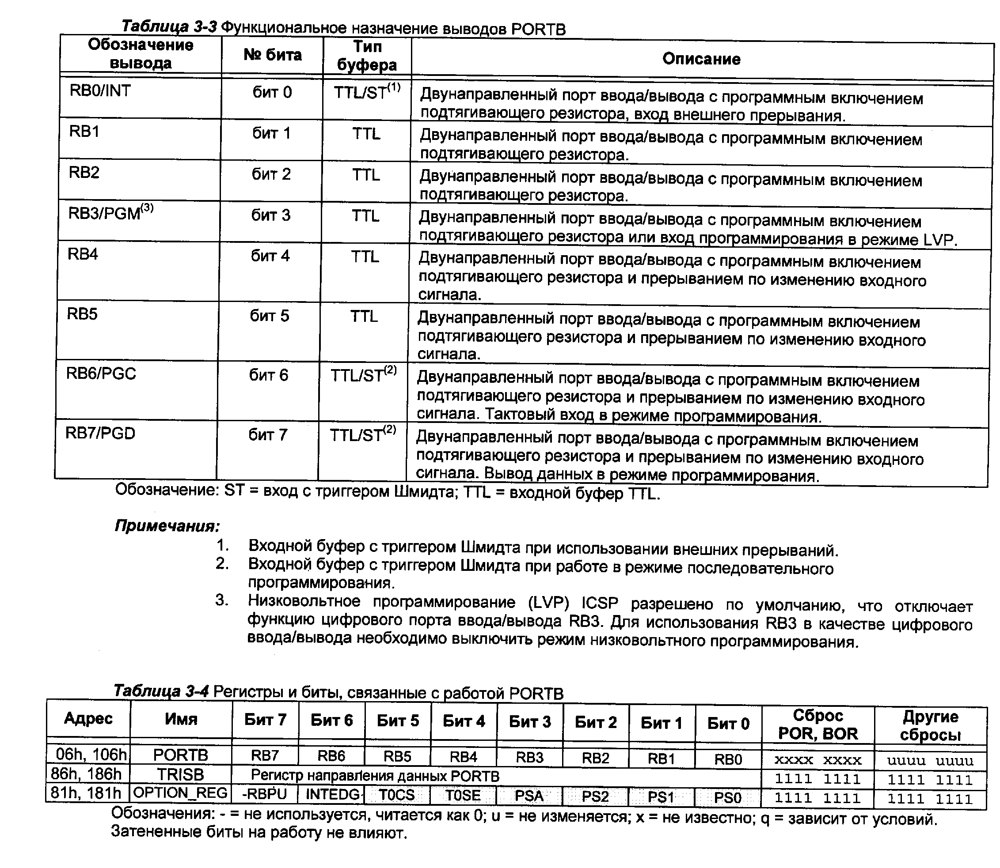 Таблица 3-3 Функциональное назначение выводов PORTB
Обозначение вывода № бита Тип буфера Описание
RB0/INT бит 0 TTL/ST(1) Двунаправленный порт ввода/вывода с программным включением
подтягивающего резистора, вход внешнего прерывания.
RB1 бит 1 TTL Двунаправленный порт ввода/вывода с программным включением
подтягивающего резистора.
RB2 бит 2 TTL Двунаправленный порт ввода/вывода с программным включением
подтягивающего резистора.
RB3/PGM(3) бит 3 TTL Двунаправленный порт ввода/вывода с программным включением
подтягивающего резистора или вход программирования в режиме LVP.
RB4 бит 4 TTL Двунаправленный порт ввода/вывода с программным включением
подтягивающего резистора и прерыванием по изменению входного
сигнала.
RB5 бит 5 TTL Двунаправленный порт ввода/вывода с программным включением
подтягивающего резистора и прерыванием по изменению входного
сигнала.
RB6/PGC бит 6 TTL/ST(2) Двунаправленный порт ввода/вывода с программным включением
подтягивающего резистора и прерыванием по изменению входного
сигнала. Тактовый вход в режиме программирования.
RB7/PGD бит 7 TTL/ST(2) Двунаправленный порт ввода/вывода с программным включением
подтягивающего резистора и прерыванием по изменению входного
сигнала. Вывод данных в режиме программирования.
Обозначение: ST = вход с триггером Шмидта; TTL = входной буфер TTL.
Примечания:
1. Входной буфер с триггером Шмидта при использовании внешних прерываний.
2. Входной буфер с триггером Шмидта при работе в режиме последовательного
программирования.
3. Низковольтное программирование (LVP) ICSP разрешено по умолчанию, что отключает
функцию цифрового порта ввода/вывода RB3. Для использования RB3 в качестве цифрового
ввода/вывода необходимо выключить режим низковольтного программирования.
Таблица 3-4 Регистры и биты, связанные с работой PORTB
Адрес Имя Бит 7 Бит 6 Бит 5 Бит 4 Бит 3 Бит 2 Бит 1 Бит 0 Сброс POR, BOR Другие сбросы
06h, 106h PORTB RB7 RB6 RB5 RB4 RB3 RB2 RB1 RB0 xxxx xxxx uuuu uuuu
86h, 186h TRISB Регистр направления данных PORTB 1111 1111 1111 1111
81h, 181h OPTION_REG -RBPU INTEDG T0CS T0SE PSA PS2 PS1 PS0 1111 1111 1111 1111
Обозначения: - = не используется, читается как 0; u = не изменяется; x = не известно; q = зависит от условий.
Затененные биты на работу не влияют.